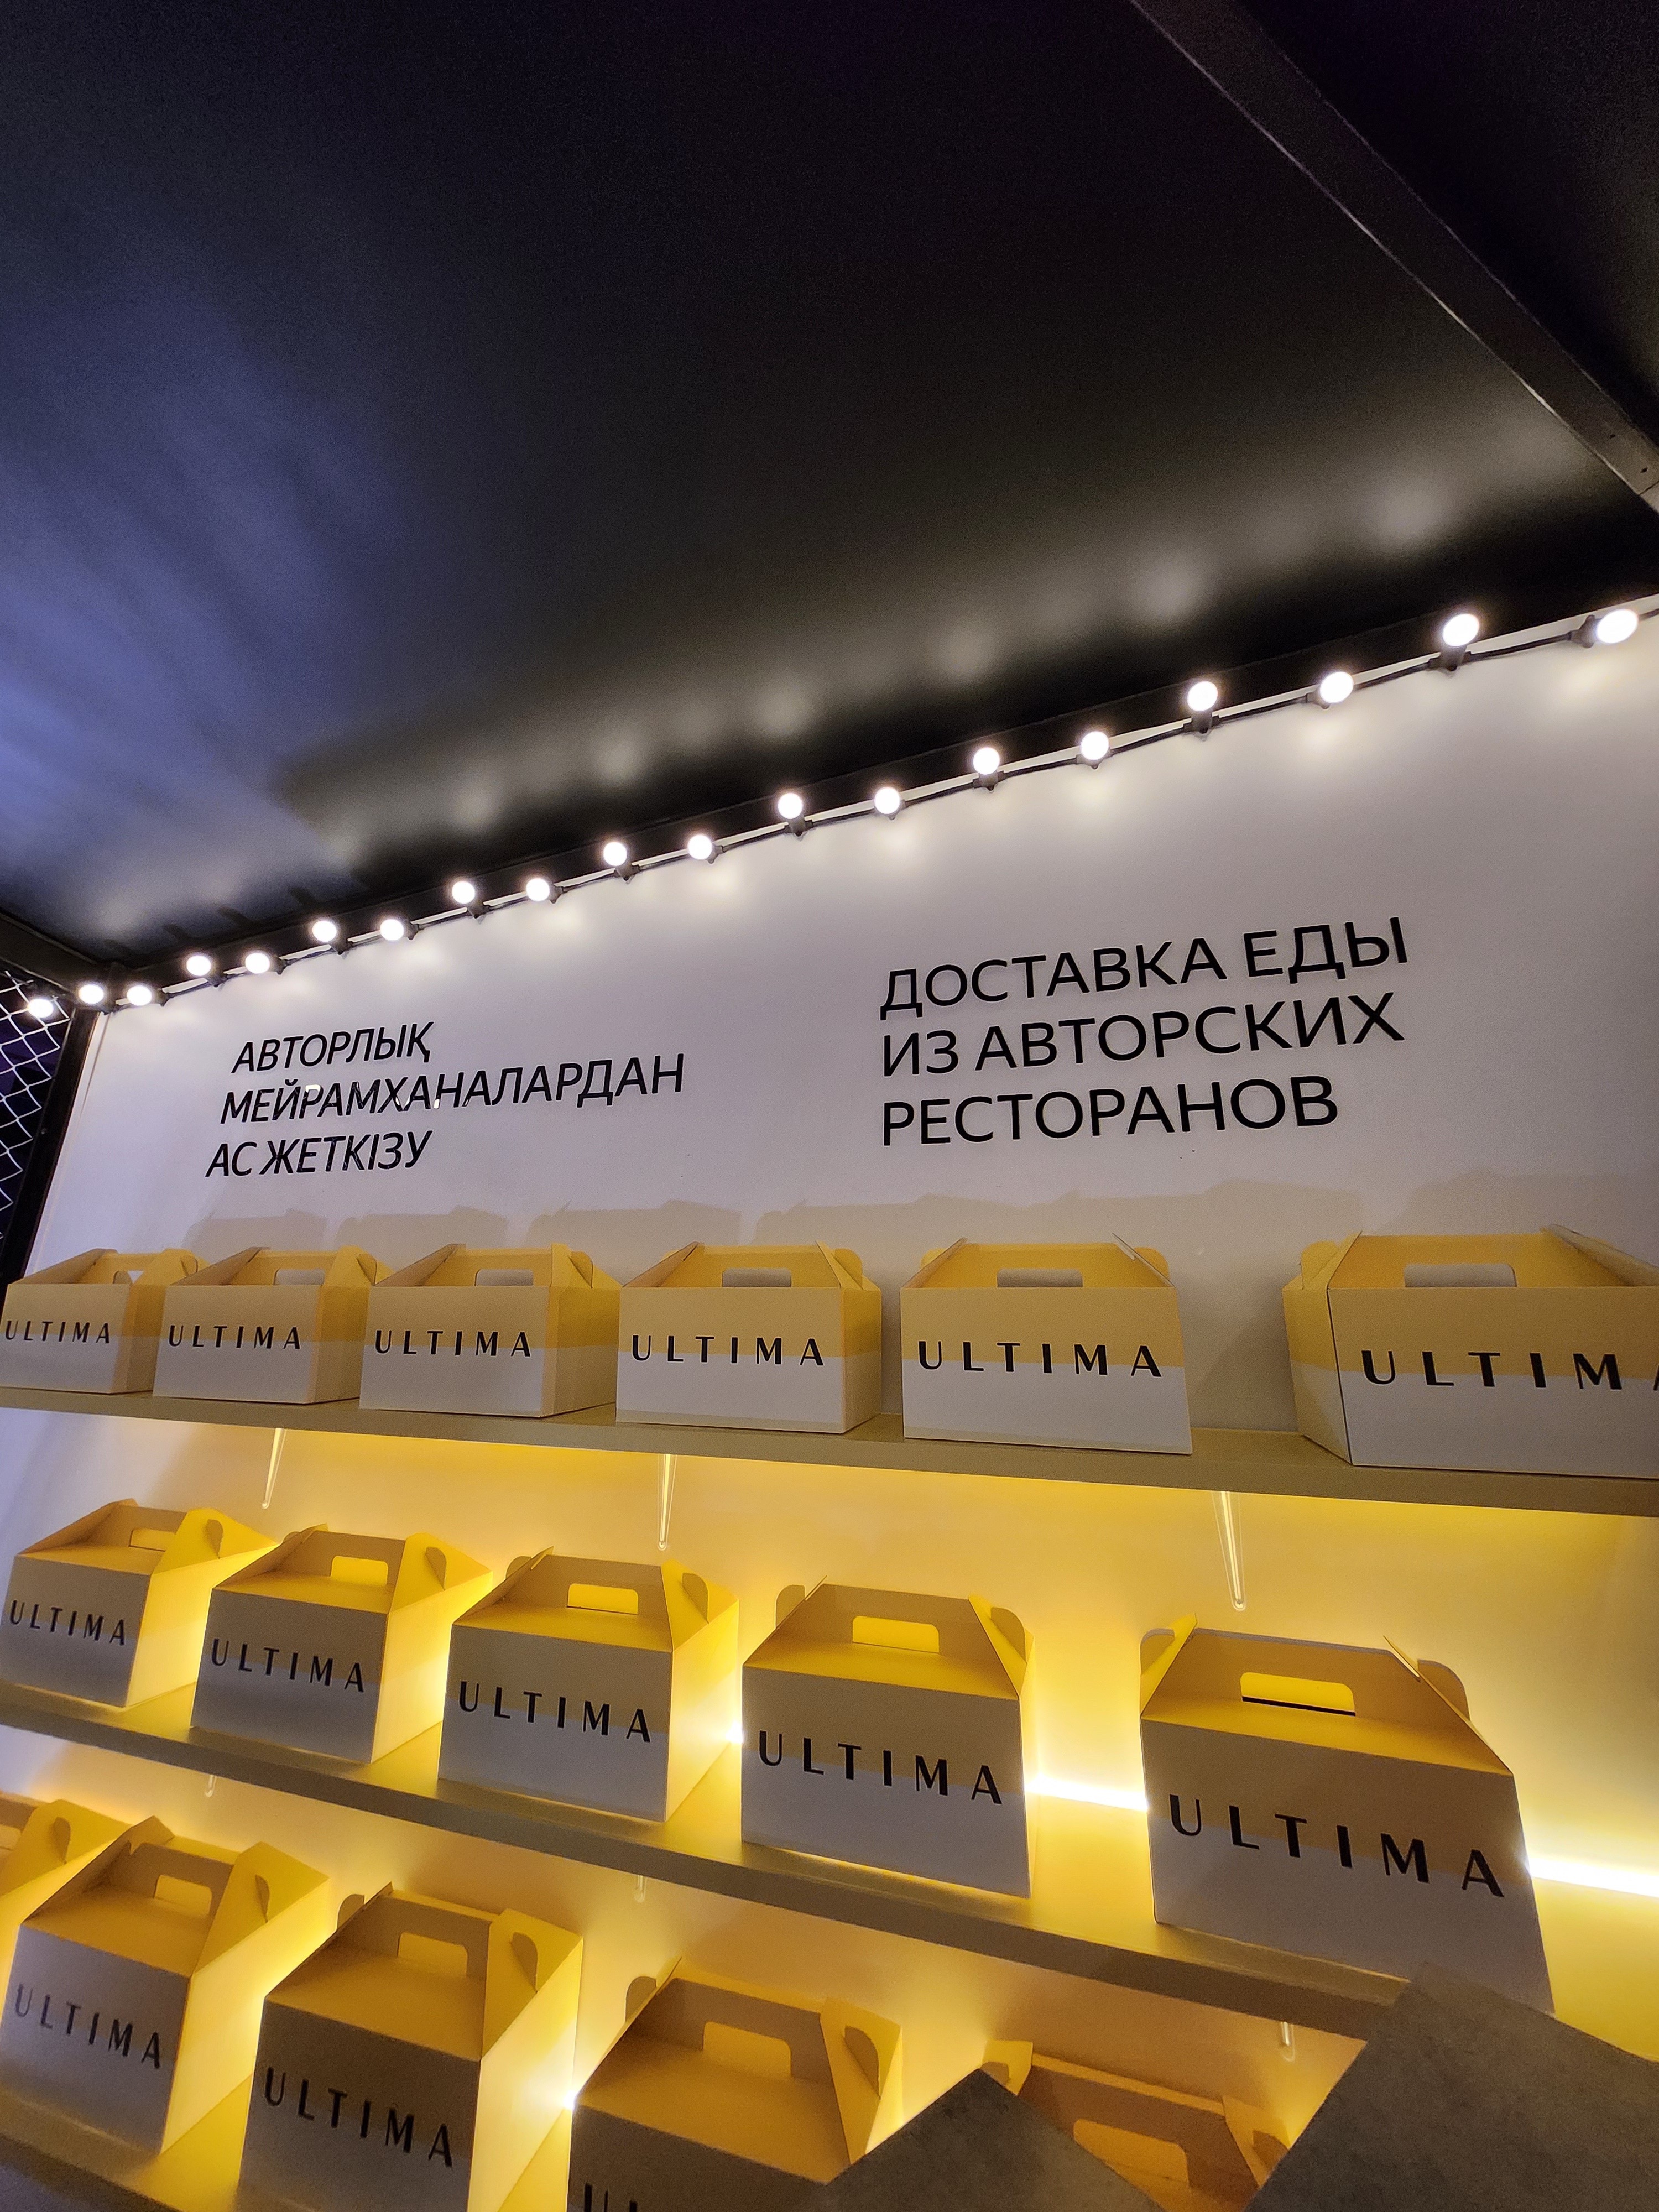 АВТОРЛЫҚ
МЕЙРАМХАНАЛАРДАН
АС ЖЕТКІЗУ
ДОСТАВКА ЕДЫ
ИЗ АВТОРСКИХ
РЕСТОРАНОВ
ULTIMA
ULTIMA
ULTIMA
ULTIMA
ULTIMA
ULTIMA
ULTIMA
ULTIMA
ULTIMA
ULTIMA
ULTIMA
ULTIMA
ULTIMA